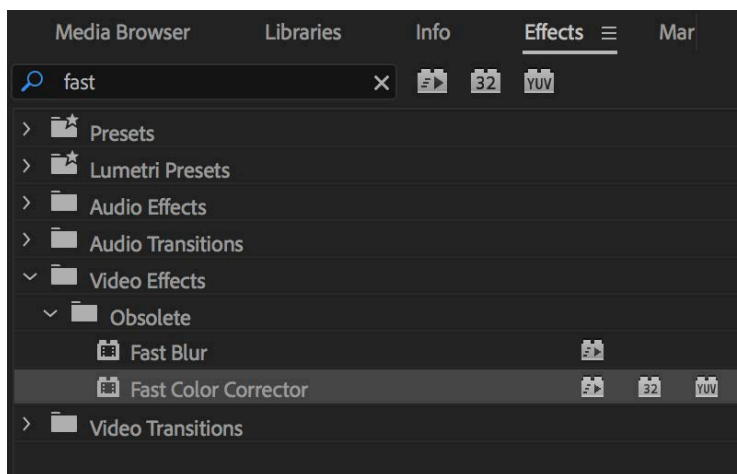 Media Browser Libraries Info Effects Mar
fast 32 YUV
Presets
Lumetri Presets
Audio Effects
Audio Transitions
Video Effects
Obsolete
Fast Blur
Fast Color Corrector 32 YUV
Video Transitions